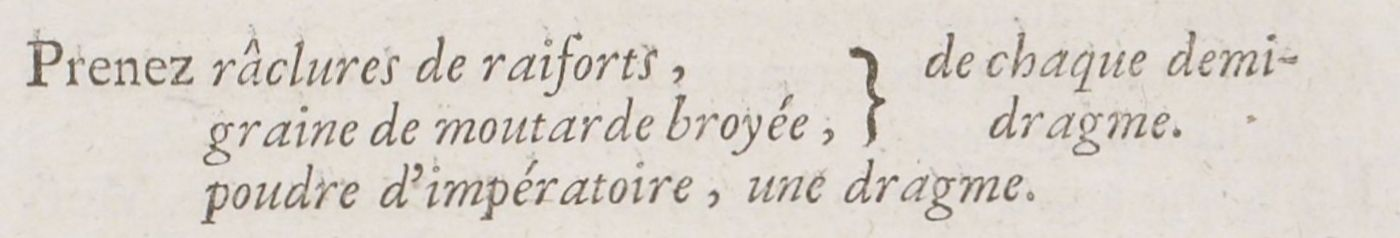 Prenez râclures de raiforts, } de chaque demi-
graine de moutarde broyée, } dragme.
poudre d'impératoire, une dragme.